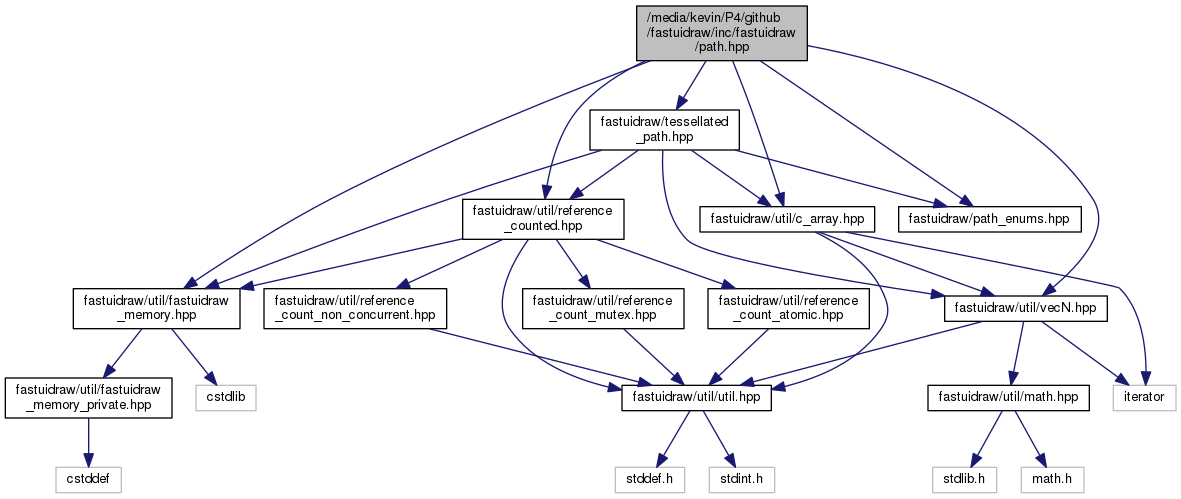 /media/kevin/P4/github
/fastuidraw/inc/fastuidraw
/path.hpp
fastuidraw/tessellated
_path.hpp
fastuidraw/util/reference
_counted.hpp
fastuidraw/util/c_array.hpp
fastuidraw/path_enums.hpp
fastuidraw/util/fastuidraw
_memory.hpp
fastuidraw/util/reference
_count_non_concurrent.hpp
fastuidraw/util/reference
_count_mutex.hpp
fastuidraw/util/reference
_count_atomic.hpp
fastuidraw/util/vecN.hpp
fastuidraw/util/fastuidraw
_memory_private.hpp
cstdlib
fastuidraw/util/util.hpp
fastuidraw/util/math.hpp
iterator
cstddef
stddef.h
stdint.h
stdlib.h
math.h